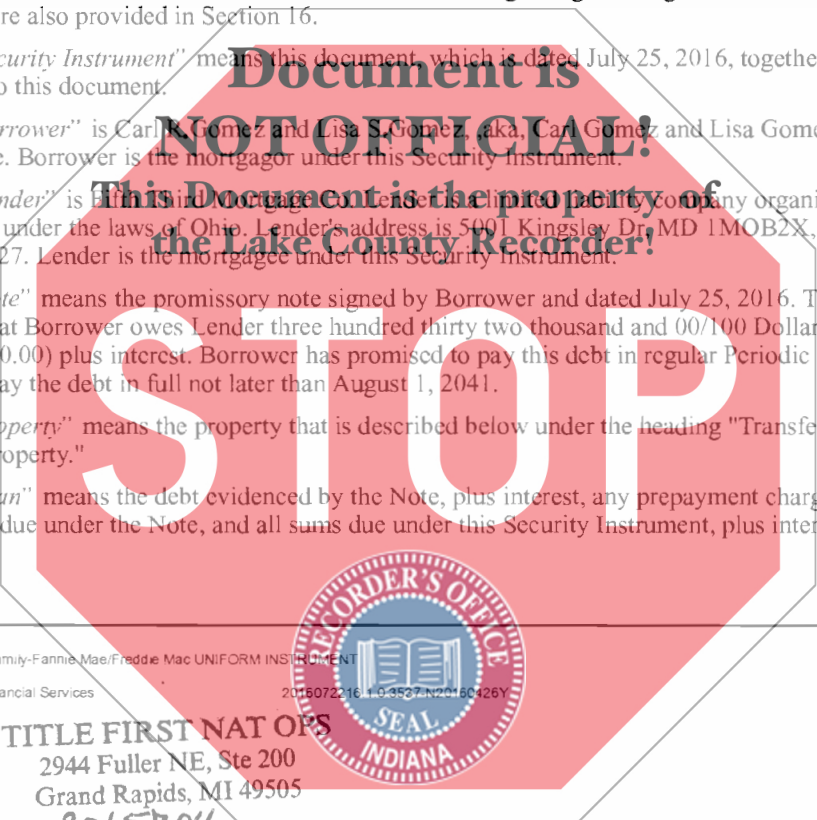 re also provided in Section 16.
curity Instrument" means this document, which is dated July 25, 2016, togethe
o this document.
Document is
NOT OFFICIAL!
rrower" is Carl R Gomez and Lisa S Gomez, ,aka, Carl Gomez and Lisa Gom
e. Borrower is the mortgagor under this Security Instrument.
This Document is the property of
the Lake County Recorder!
nder" is Fifth Third Mortgage Co. Lender is a limited liability company organi
under the laws of Ohio. Lender's address is 5001 Kingsley Dr, MD 1MOB2X,
27. Lender is the mortgagee under this Security Instrument.
te" means the promissory note signed by Borrower and dated July 25, 2016. T
at Borrower owes Lender three hundred thirty two thousand and 00/100 Dollar
0.00) plus interest. Borrower has promised to pay this debt in regular Periodic
ay the debt in full not later than August 1, 2041.
operty" means the property that is described below under the heading "Transfe
operty."
STOP
an" means the debt evidenced by the Note, plus interest, any prepayment charg
due under the Note, and all sums due under this Security Instrument, plus inter
RECORDER'S OFFICE
SEAL
INDIANA
mily-Fannie Mae/Freddie Mac UNIFORM INSTRUMENT
ancial Services
2016072216.1.0.3527-N20160426Y
TITLE FIRST NAT OPS
2944 Fuller NE, Ste 200
Grand Rapids, MI 49505